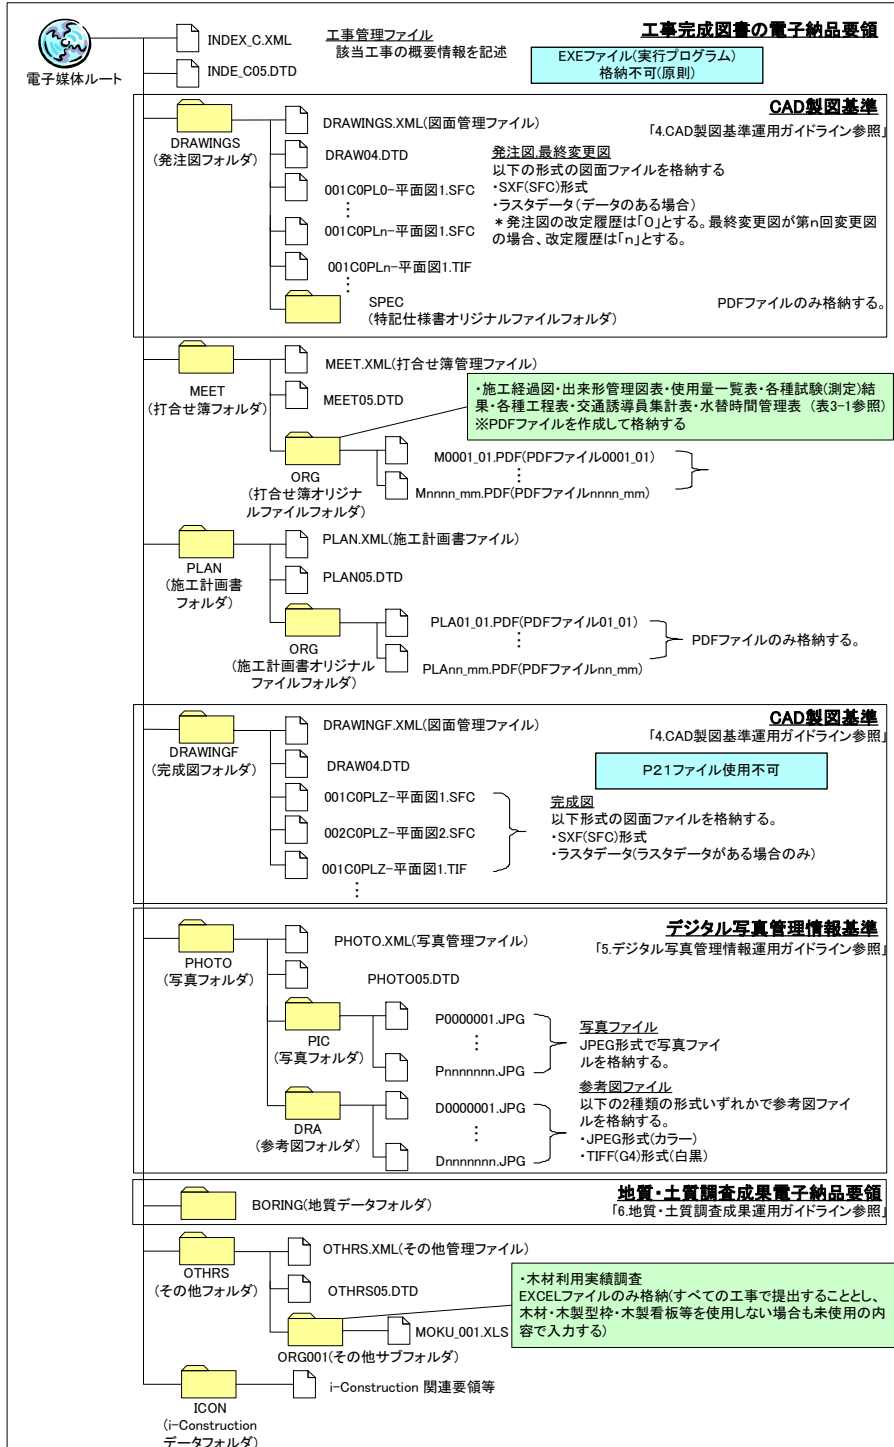 工事完成図書の電子納品要領
INDEX_C.XML
工事管理ファイル
該当工事の概要情報を記述
EXEファイル(実行プログラム)
格納不可(原則)
INDE_C05.DTD
電子媒体ルート
CAD製図基準
「4.CAD製図基準運用ガイドライン参照」
DRAWINGS
(発注図フォルダ)
DRAWINGS.XML(図面管理ファイル)
DRAW04.DTD
001C0PL0-平面図1.SFC
⋮
001C0PLn-平面図1.SFC
001C0PLn-平面図1.TIF
⋮
発注図,最終変更図
以下の形式の図面ファイルを格納する
・SXF(SFC)形式
・ラスタデータ(データのある場合)
*発注図の改定履歴は「0」とする。最終変更図が第n回変更図
の場合、改定履歴は「n」とする。
SPEC
(特記仕様書オリジナルファイルフォルダ)
PDFファイルのみ格納する。
MEET
(打合せ簿フォルダ)
MEET.XML(打合せ簿管理ファイル)
MEET05.DTD
・施工経過図・出来形管理図表・使用量一覧表・各種試験(測定)結
果・各種工程表・交通誘導員集計表・水替時間管理表 (表3-1参照)
※PDFファイルを作成して格納する
ORG
(打合せ簿オリジナ
ルファイルフォルダ)
M0001_01.PDF(PDFファイル0001_01)
⋮
Mnnnn_mm.PDF(PDFファイルnnnn_mm)
PLAN
(施工計画書
フォルダ)
PLAN.XML(施工計画書ファイル)
PLAN05.DTD
ORG
(施工計画書オリジナル
ファイルフォルダ)
PLA01_01.PDF(PDFファイル01_01)
⋮
PLAnn_mm.PDF(PDFファイルnn_mm)
PDFファイルのみ格納する。
CAD製図基準
「4.CAD製図基準運用ガイドライン参照」
DRAWINGF
(完成図フォルダ)
DRAWINGF.XML(図面管理ファイル)
DRAW04.DTD
P21ファイル使用不可
001C0PLZ-平面図1.SFC
002C0PLZ-平面図2.SFC
001C0PLZ-平面図1.TIF
⋮
完成図
以下形式の図面ファイルを格納する。
・SXF(SFC)形式
・ラスタデータ(ラスタデータがある場合のみ)
デジタル写真管理情報基準
「5.デジタル写真管理情報運用ガイドライン参照」
PHOTO
(写真フォルダ)
PHOTO.XML(写真管理ファイル)
PHOTO05.DTD
PIC
(写真フォルダ)
P0000001.JPG
⋮
Pnnnnnnn.JPG
写真ファイル
JPEG形式で写真ファイ
ルを格納する。
DRA
(参考図フォルダ)
D0000001.JPG
⋮
Dnnnnnnn.JPG
参考図ファイル
以下の2種類の形式いずれかで参考図ファイ
ルを格納する。
・JPEG形式(カラー)
・TIFF(G4)形式(白黒)
地質・土質調査成果電子納品要領
「6.地質・土質調査成果運用ガイドライン参照」
BORING(地質データフォルダ)
OTHRS
(その他フォルダ)
OTHRS.XML(その他管理ファイル)
OTHRS05.DTD
MOKU_001.XLS
ORG001(その他サブフォルダ)
・木材利用実績調査
EXCELファイルのみ格納(すべての工事で提出することとし、
木材・木製型枠・木製看板等を使用しない場合も未使用の内
容で入力する)
ICON
(i-Construction
データフォルダ)
i-Construction 関連要領等